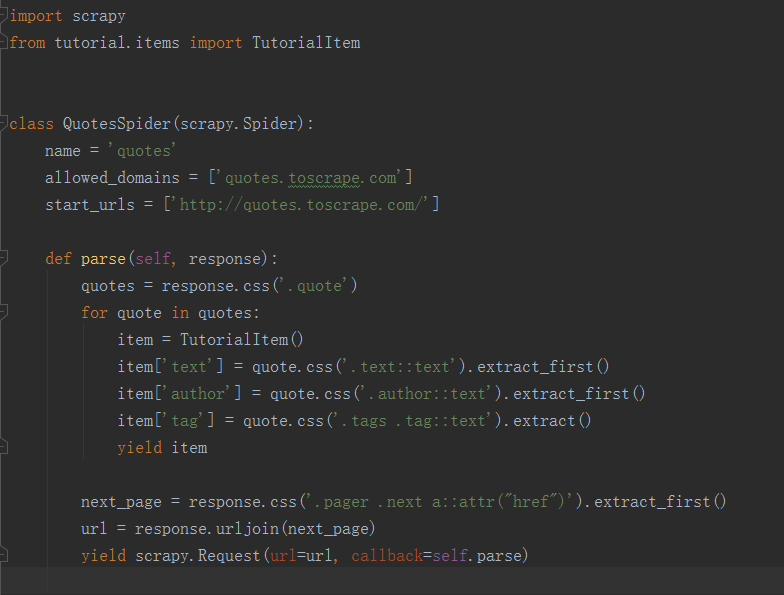 import scrapy
from tutorial.items import TutorialItem
class QuotesSpider(scrapy.Spider):
    name = 'quotes'
    allowed_domains = ['quotes.toscrape.com']
    start_urls = ['http://quotes.toscrape.com/']
    def parse(self, response):
        quotes = response.css('.quote')
        for quote in quotes:
            item = TutorialItem()
            item['text'] = quote.css('.text::text').extract_first()
            item['author'] = quote.css('.author::text').extract_first()
            item['tag'] = quote.css('.tags .tag::text').extract()
            yield item
        next_page = response.css('.pager .next a::attr("href")').extract_first()
        url = response.urljoin(next_page)
        yield scrapy.Request(url=url, callback=self.parse)